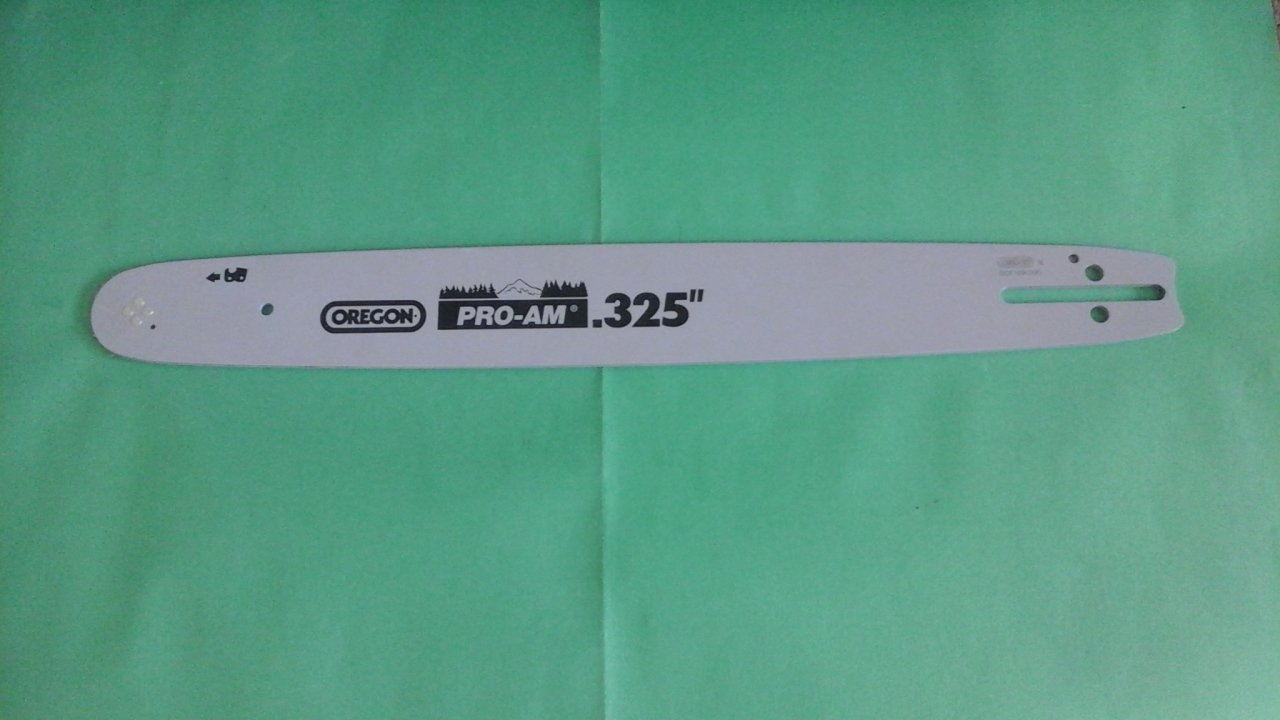 OREGON
PRO-AM®
.325"